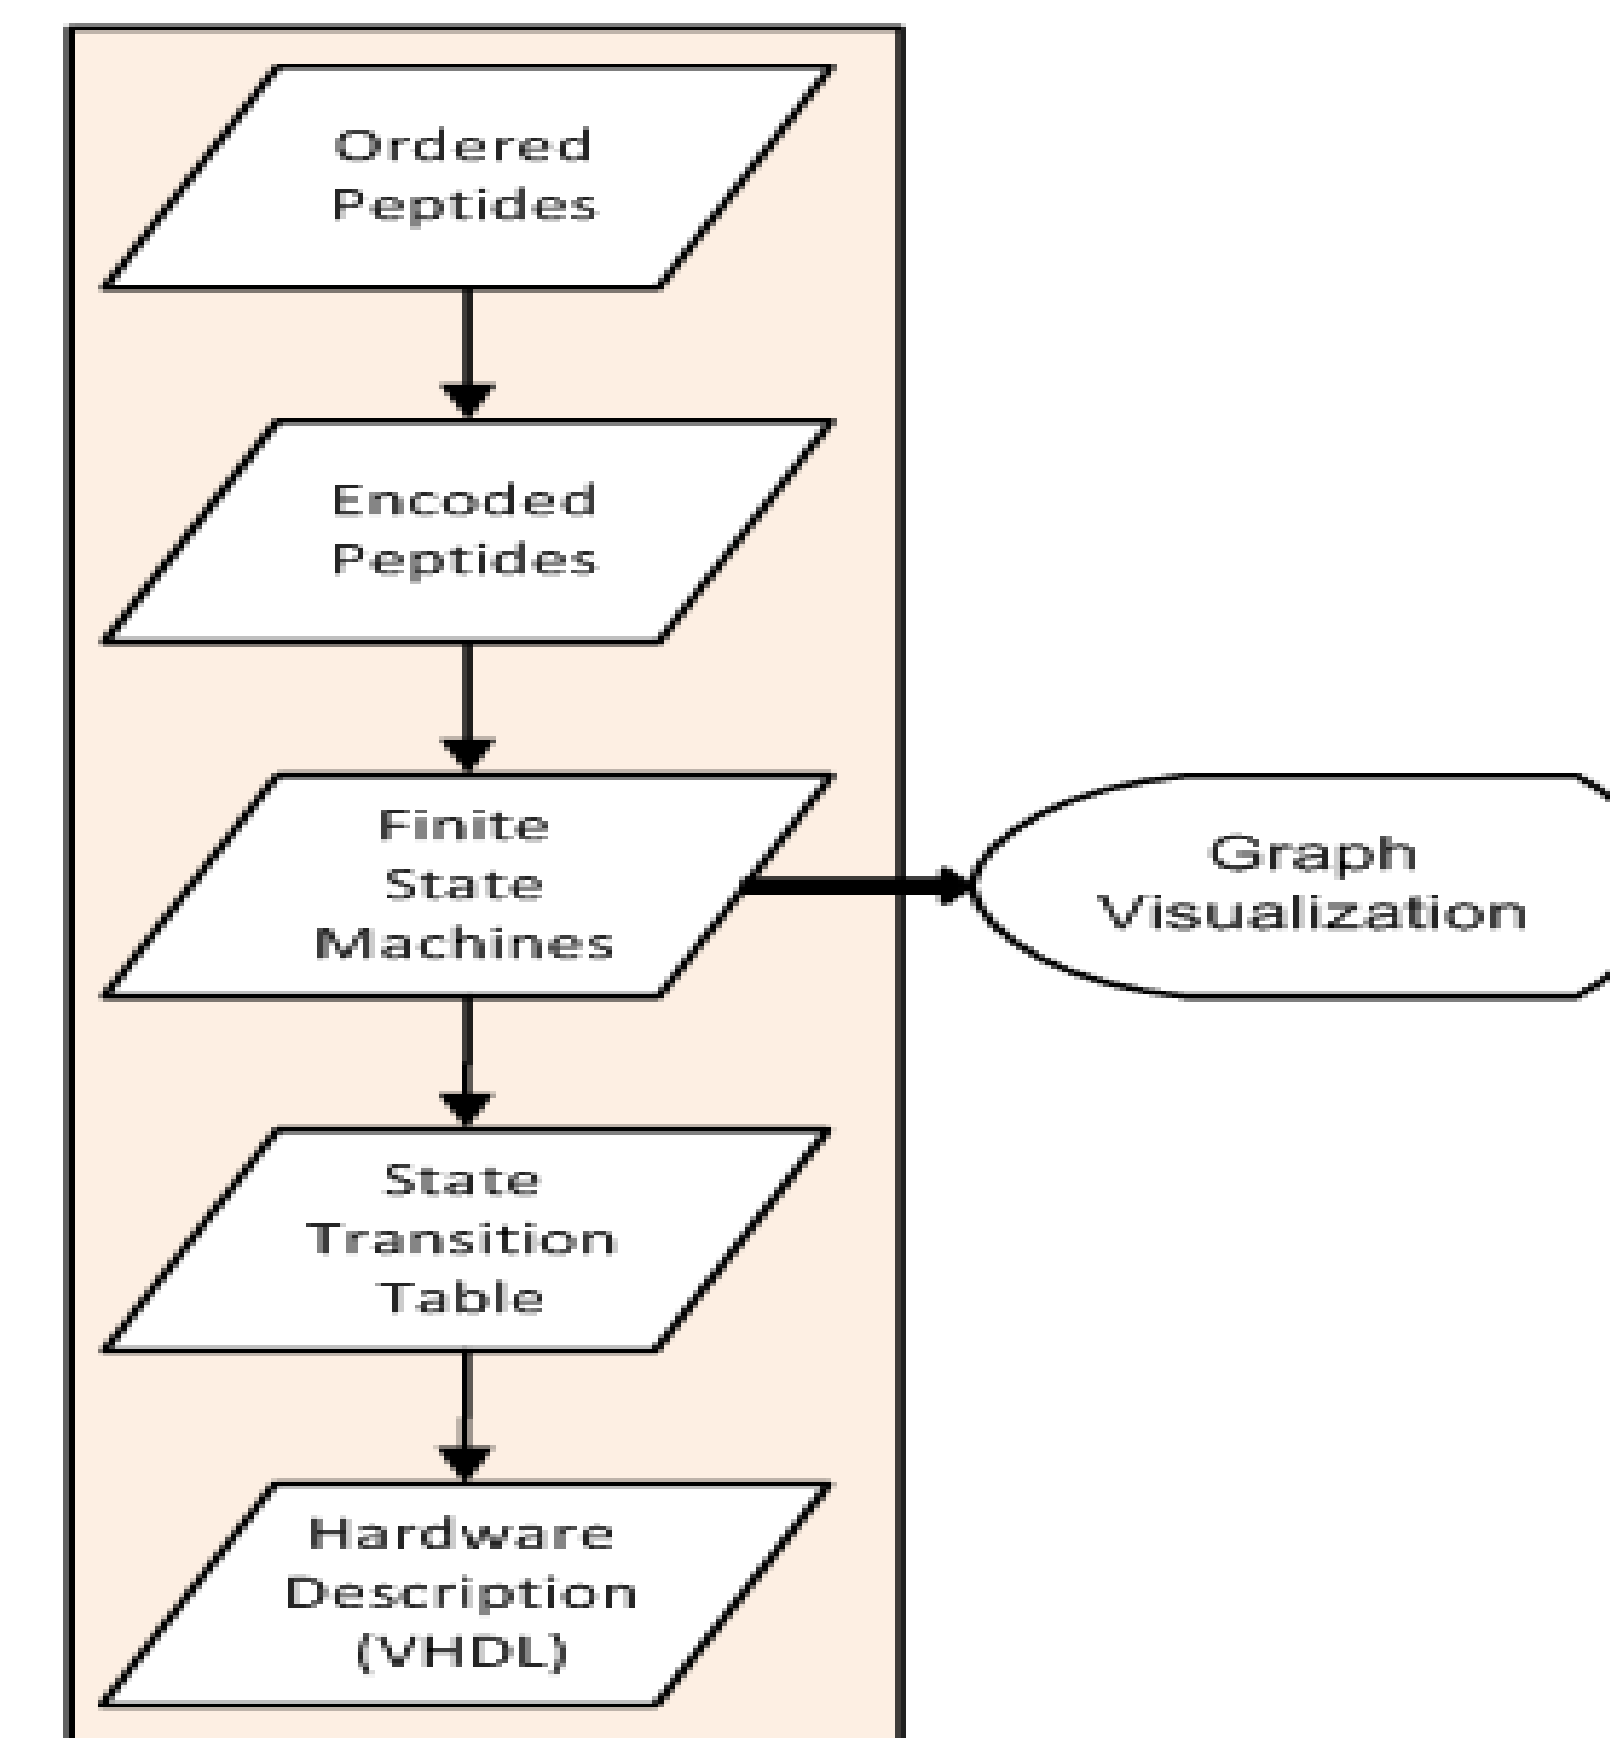 Ordered
Peptides
Encoded
Peptides
Finite
State
Machines
Graph
Visualization
State
Transition
Table
Hardware
Description
(VHDL)